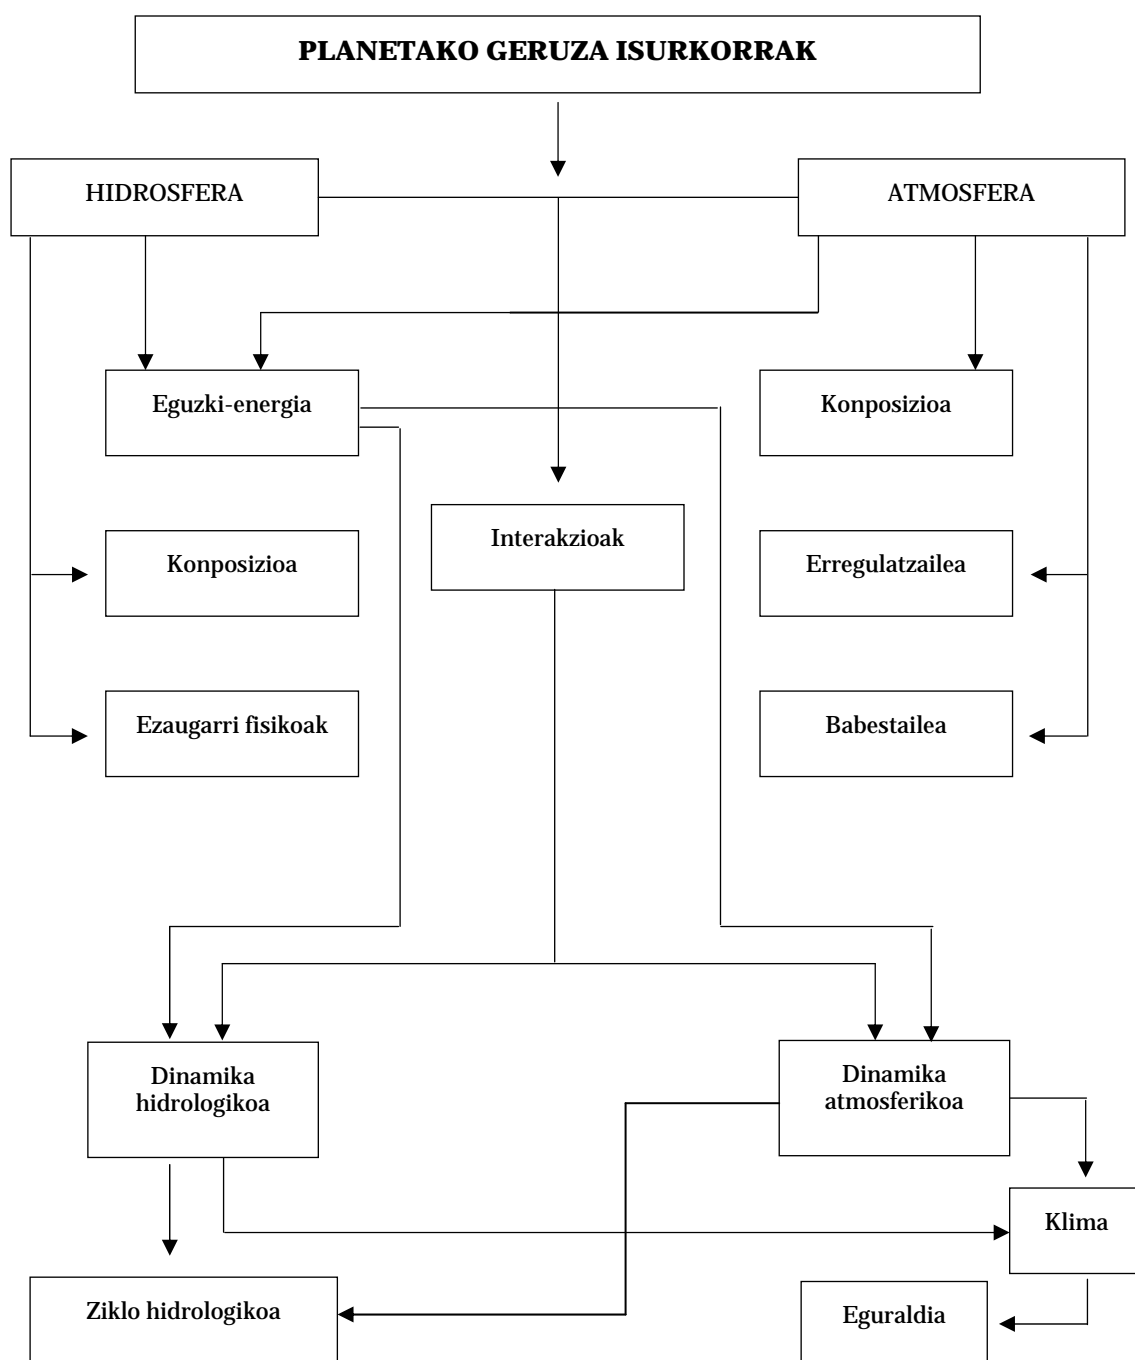 PLANETAKO GERUZA ISURKORRAK
HIDROSFERA
ATMOSFERA
Eguzki-energia
Konposizioa
Interakzioak
Konposizioa
Erregulatzailea
Ezaugarri fisikoak
Babestailea
Dinamika
hidrologikoa
Dinamika
atmosferikoa
Klima
Ziklo hidrologikoa
Eguraldia